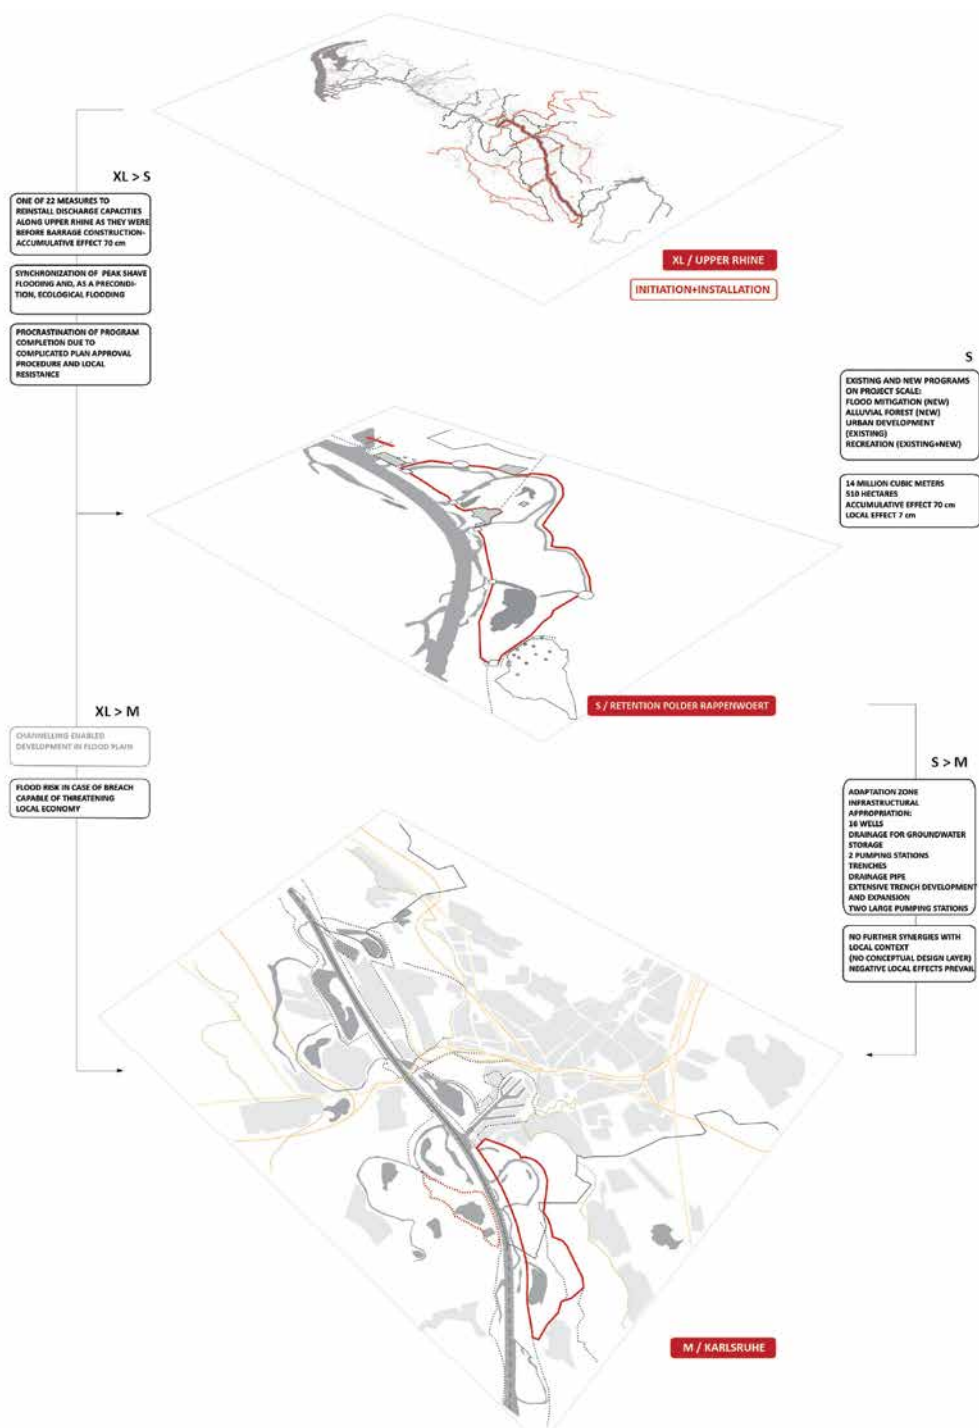 XL > S
ONE OF 22 MEASURES TO
REINSTALL DISCHARGE CAPACITIES
ALONG UPPER RHINE AS THEY WERE
BEFORE BARRAGE CONSTRUCTION-
ACCUMULATIVE EFFECT 70 cm
SYNCHRONIZATION OF PEAK SHAVE
FLOODING AND, AS A PRECONDI-
TION, ECOLOGICAL FLOODING
PROCRASTINATION OF PROGRAM
COMPLETION DUE TO
COMPLICATED PLAN APPROVAL
PROCEDURE AND LOCAL
RESISTANCE
XL / UPPER RHINE
INITIATION+INSTALLATION
S
EXISTING AND NEW PROGRAMS
ON PROJECT SCALE:
FLOOD MITIGATION (NEW)
ALLUVIAL FOREST (NEW)
URBAN DEVELOPMENT
(EXISTING)
RECREATION (EXISTING+NEW)
14 MILLION CUBIC METERS
510 HECTARES
ACCUMULATIVE EFFECT 70 cm
LOCAL EFFECT 7 cm
S / RETENTION POLDER RAPPENWOERT
XL > M
CHANNELLING ENABLED
DEVELOPMENT IN FLOOD PLAIN
FLOOD RISK IN CASE OF BREACH
CAPABLE OF THREATENING
LOCAL ECONOMY
S > M
ADAPTATION ZONE
INFRASTRUCTURAL
APPROPRIATION:
16 WELLS
DRAINAGE FOR GROUNDWATER
STORAGE
2 PUMPING STATIONS
TRENCHES
DRAINAGE PIPE
EXTENSIVE TRENCH DEVELOPMENT
AND EXPANSION
TWO LARGE PUMPING STATIONS
NO FURTHER SYNERGIES WITH
LOCAL CONTEXT
(NO CONCEPTUAL DESIGN LAYER)
NEGATIVE LOCAL EFFECTS PREVAIL
M / KARLSRUHE